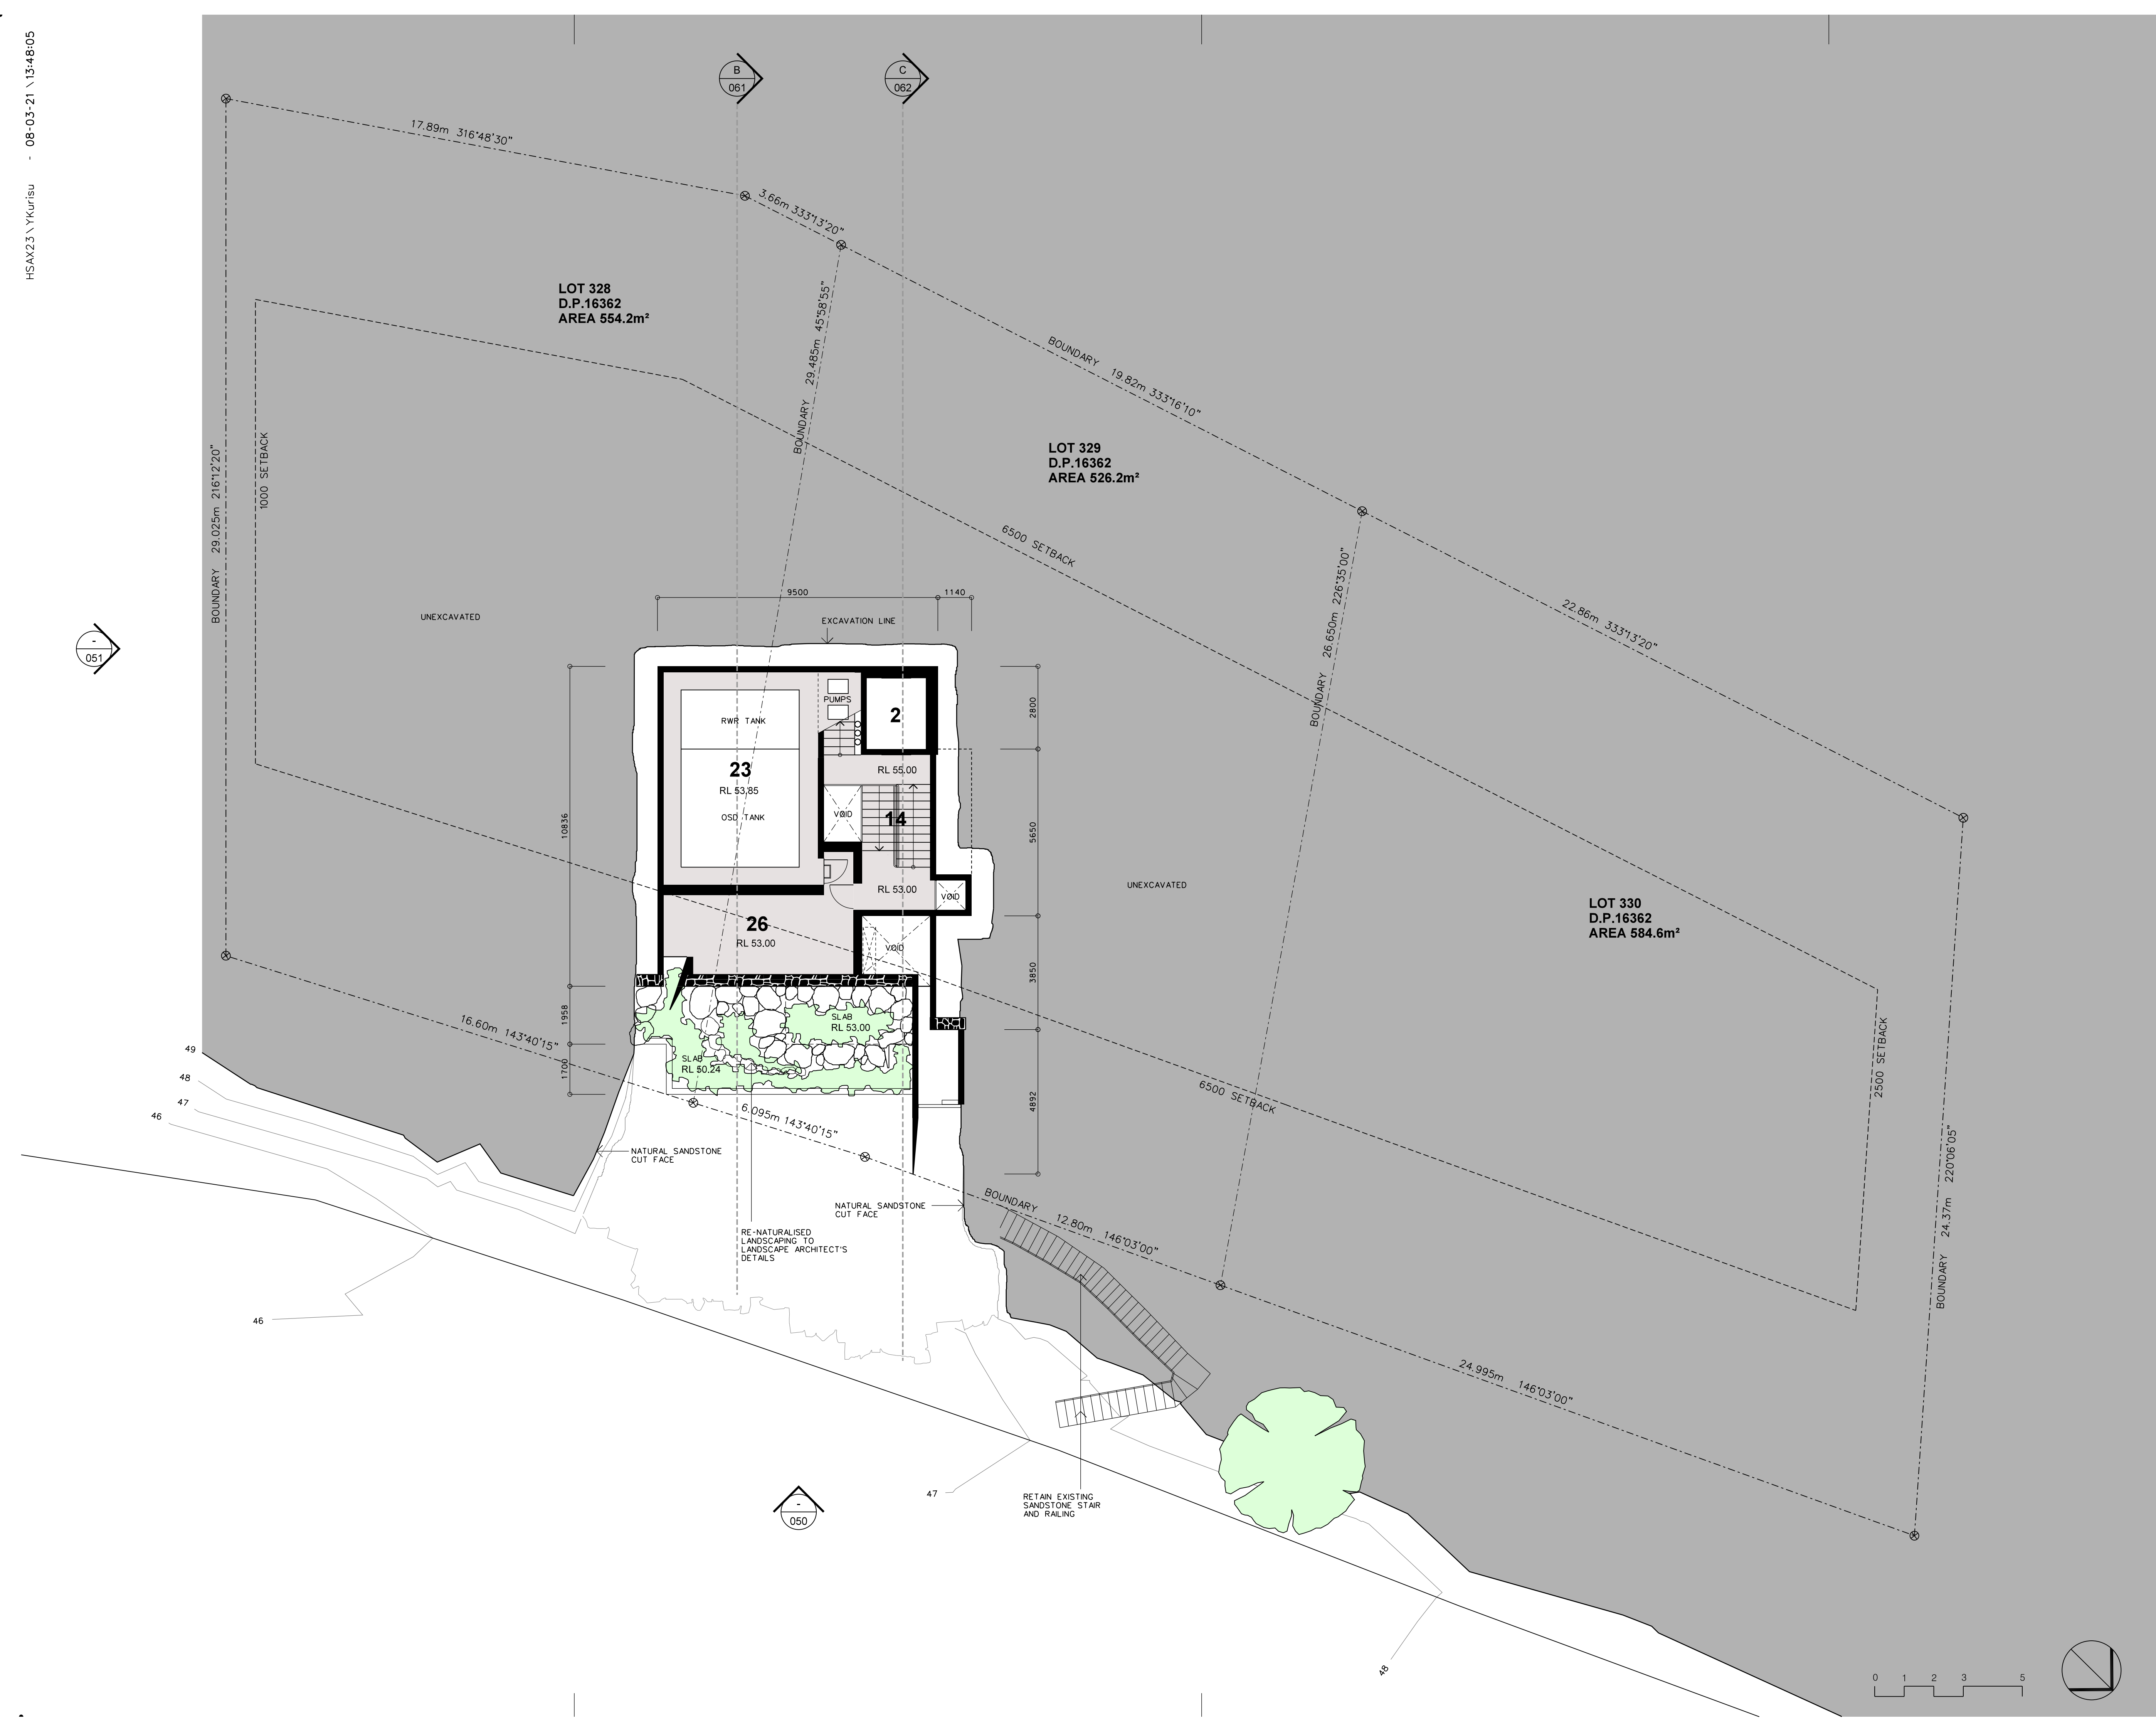 HSAX23\YKurisu - 08-03-21 \13:48:05
B
061
C
062
17.89m 316°48'30"
3.66m 333°13'20"
LOT 328
D.P.16362
AREA 554.2m²
BOUNDARY 29.485m 45°58'55"
BOUNDARY 19.82m 333°16'10"
LOT 329
D.P.16362
AREA 526.2m²
1000 SETBACK
BOUNDARY 29.025m 216°12'20"
6500 SETBACK
BOUNDARY 26.650m 226°35'00"
22.86m 333°13'20"
UNEXCAVATED
9500
1140
EXCAVATION LINE
-
051
PUMPS
2
2800
RWR TANK
23
RL 53.85
OSD TANK
RL 55.00
VOID
14
10836
5650
RL 53.00
VOID
UNEXCAVATED
LOT 330
D.P.16362
AREA 584.6m²
26
RL 53.00
VOID
3850
1958
SLAB
RL 53.00
SLAB
RL 50.24
1700
16.60m 143°40'15"
49
48
47
46
6.095m 143°40'15"
4892
6500 SETBACK
2500 SETBACK
NATURAL SANDSTONE
CUT FACE
NATURAL SANDSTONE
CUT FACE
BOUNDARY 12.80m 146°03'00"
BOUNDARY 24.37m 220°06'05"
RE-NATURALISED
LANDSCAPING TO
LANDSCAPE ARCHITECT'S
DETAILS
46
24.995m 146°03'00"
47
RETAIN EXISTING
SANDSTONE STAIR
AND RAILING
-
050
48
0 1 2 3 5